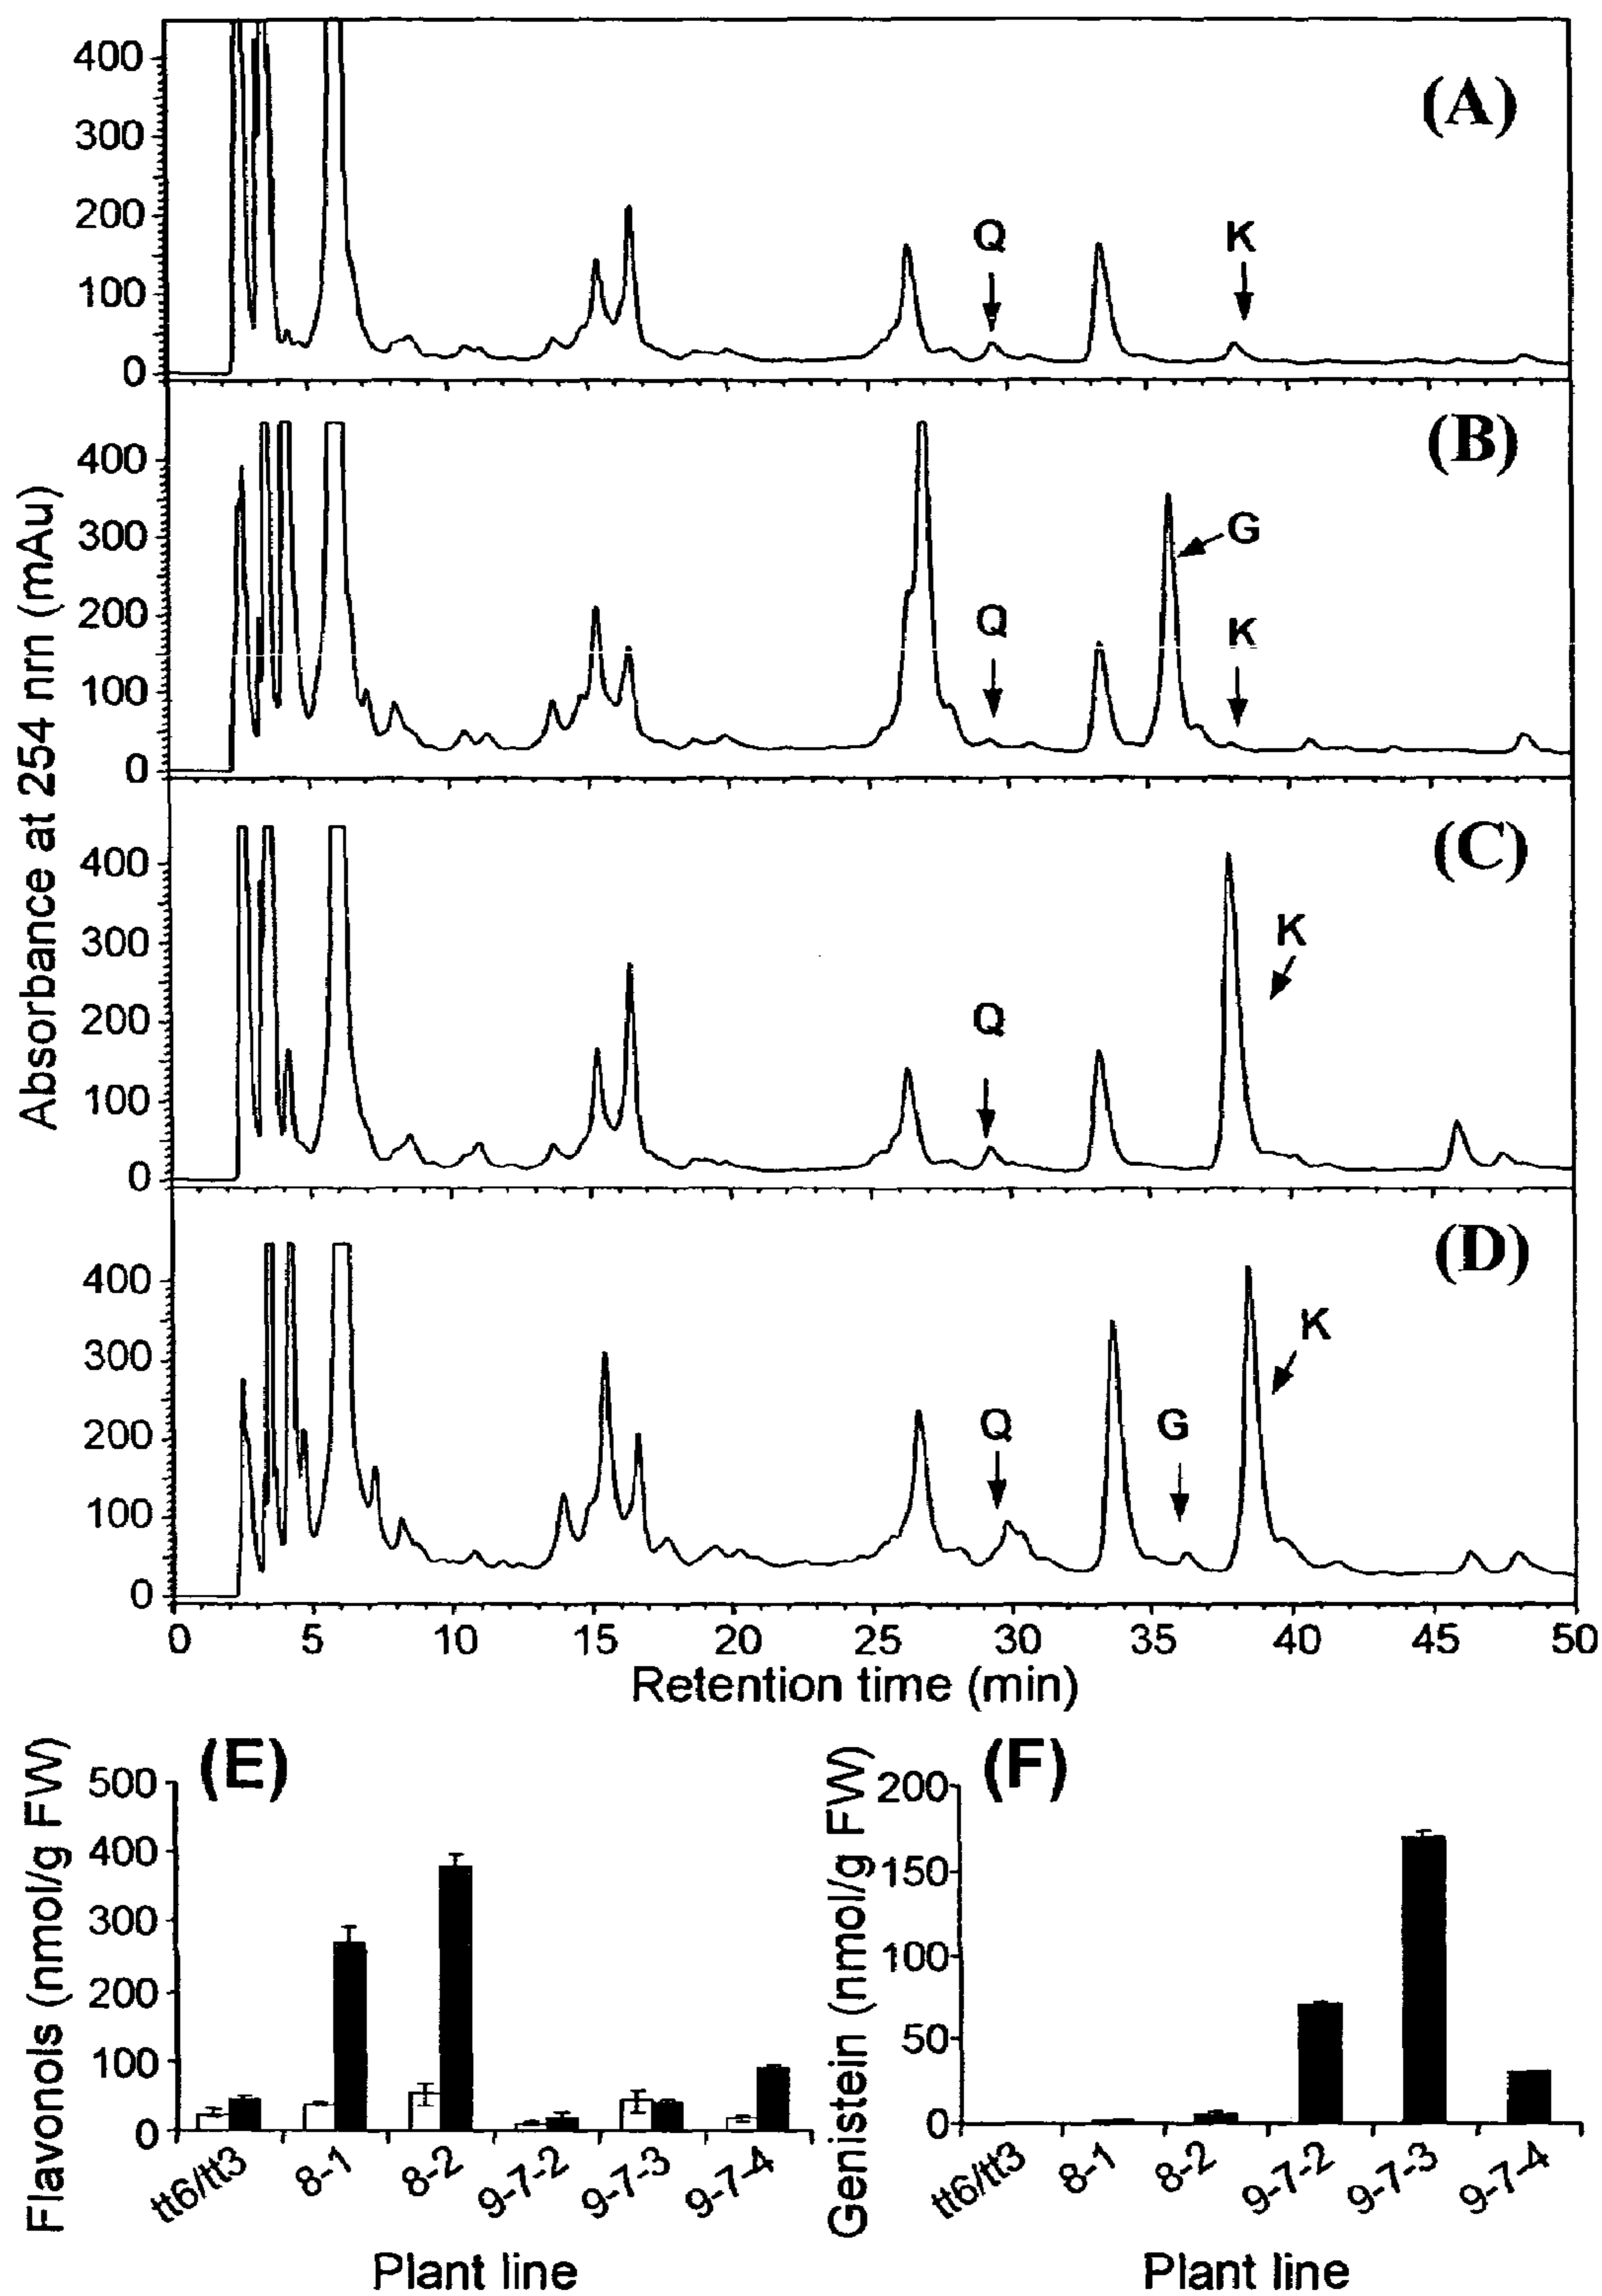 400
(A)
300
200
Q
K
100
0
(B)
400
300
G
200
Q
K
100
0
(C)
400
K
300
200
Q
100
0
(D)
400
K
300
200
Q
G
100
0
Absorbance at 254 nm (mAu)
0 5 10 15 20 25 30 35 40 45 50
Retention time (min)
(E)
Flavonols (nmol/g FW)
500
400
300
200
100
0
tt6/tt3 8-1 8-2 9-7-2 9-7-3 9-7-4
Plant line
(F)
Genistein (nmol/g FW)
200
150
100
50
0
tt6/tt3 8-1 8-2 9-7-2 9-7-3 9-7-4
Plant line